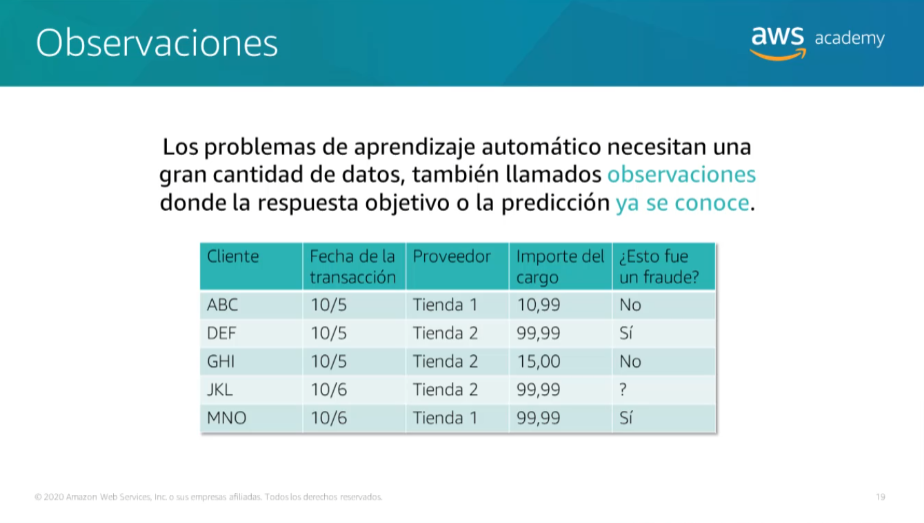 Observaciones
aws academy
Los problemas de aprendizaje automático necesitan una
gran cantidad de datos, también llamados observaciones
donde la respuesta objetivo o la predicción ya se conoce.
Cliente Fecha de la transacción Proveedor Importe del cargo ¿Esto fue un fraude?
ABC 10/5 Tienda 1 10,99 No
DEF 10/5 Tienda 2 99,99 Sí
GHI 10/5 Tienda 2 15,00 No
JKL 10/6 Tienda 2 99,99 ?
MNO 10/6 Tienda 1 99,99 Sí
© 2020 Amazon Web Services, Inc. o sus empresas afiliadas. Todos los derechos reservados.
19